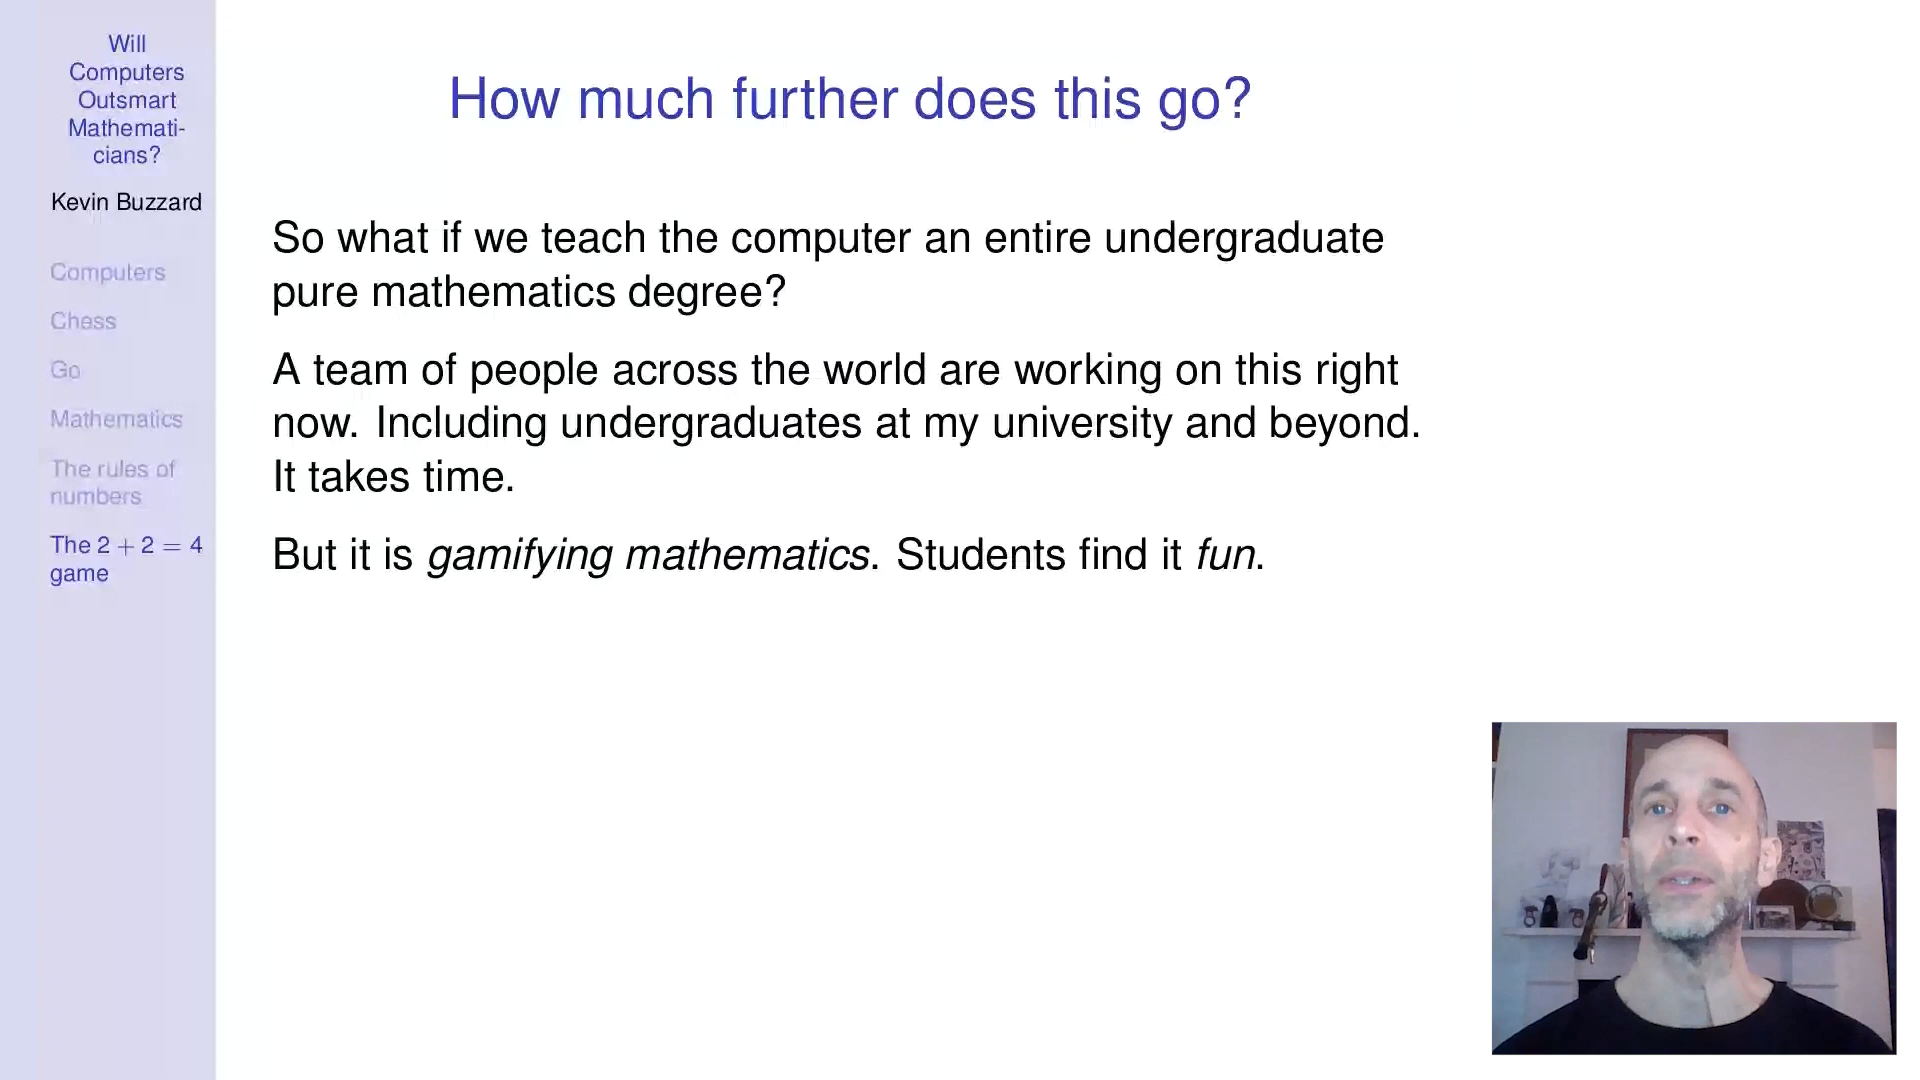 Will
Computers
Outsmart
Mathemati-
cians?
Kevin Buzzard
Computers
Chess
Go
Mathematics
The rules of
numbers
The 2 + 2 = 4
game
How much further does this go?
So what if we teach the computer an entire undergraduate
pure mathematics degree?
A team of people across the world are working on this right
now. Including undergraduates at my university and beyond.
It takes time.
But it is gamifying mathematics. Students find it fun.